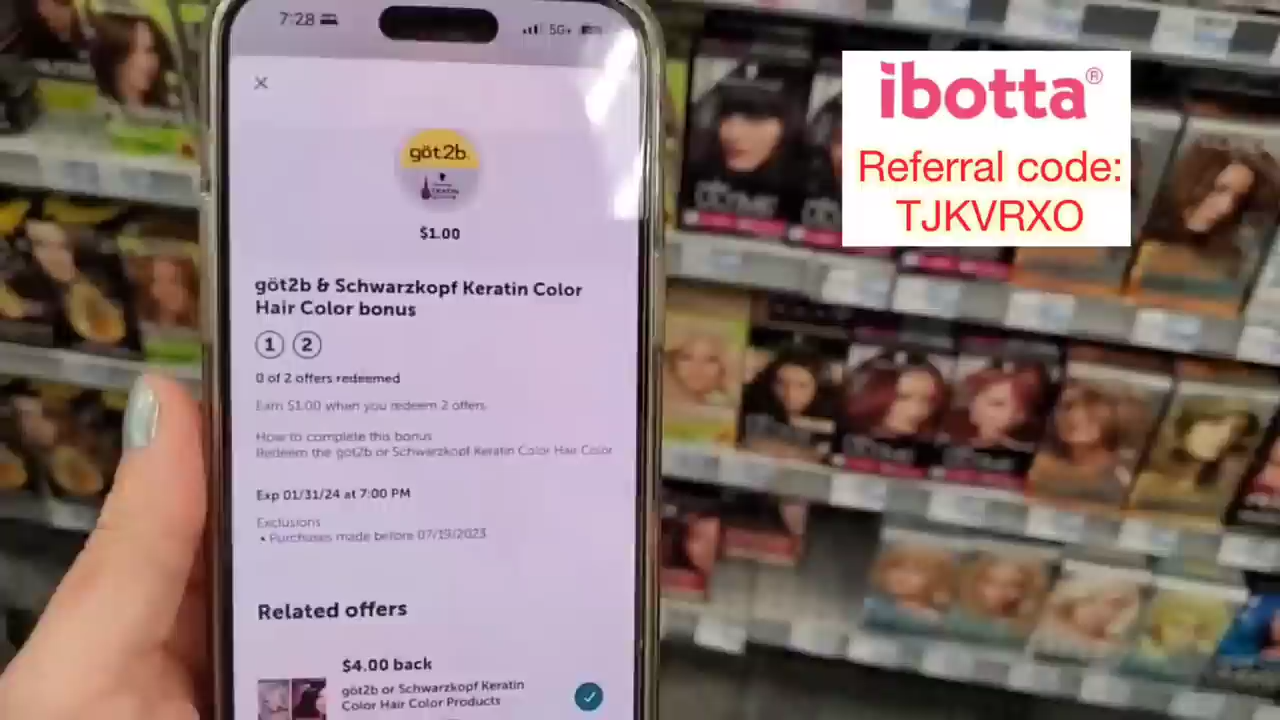 7:28
5G+
ibotta®
Referral code:
TJKVRXO
göt2b.
$1.00
göt2b & Schwarzkopf Keratin Color
Hair Color bonus
1 2
0 of 2 offers redeemed
Earn $1.00 when you redeem 2 offers
How to complete this bonus
Redeem the göt2b or Schwarzkopf Keratin Color Hair Color
Exp 01/31/24 at 7:00 PM
Exclusions
• Purchases made before 07/19/2023
Related offers
$4.00 back
göt2b or Schwarzkopf Keratin
Color Hair Color Products